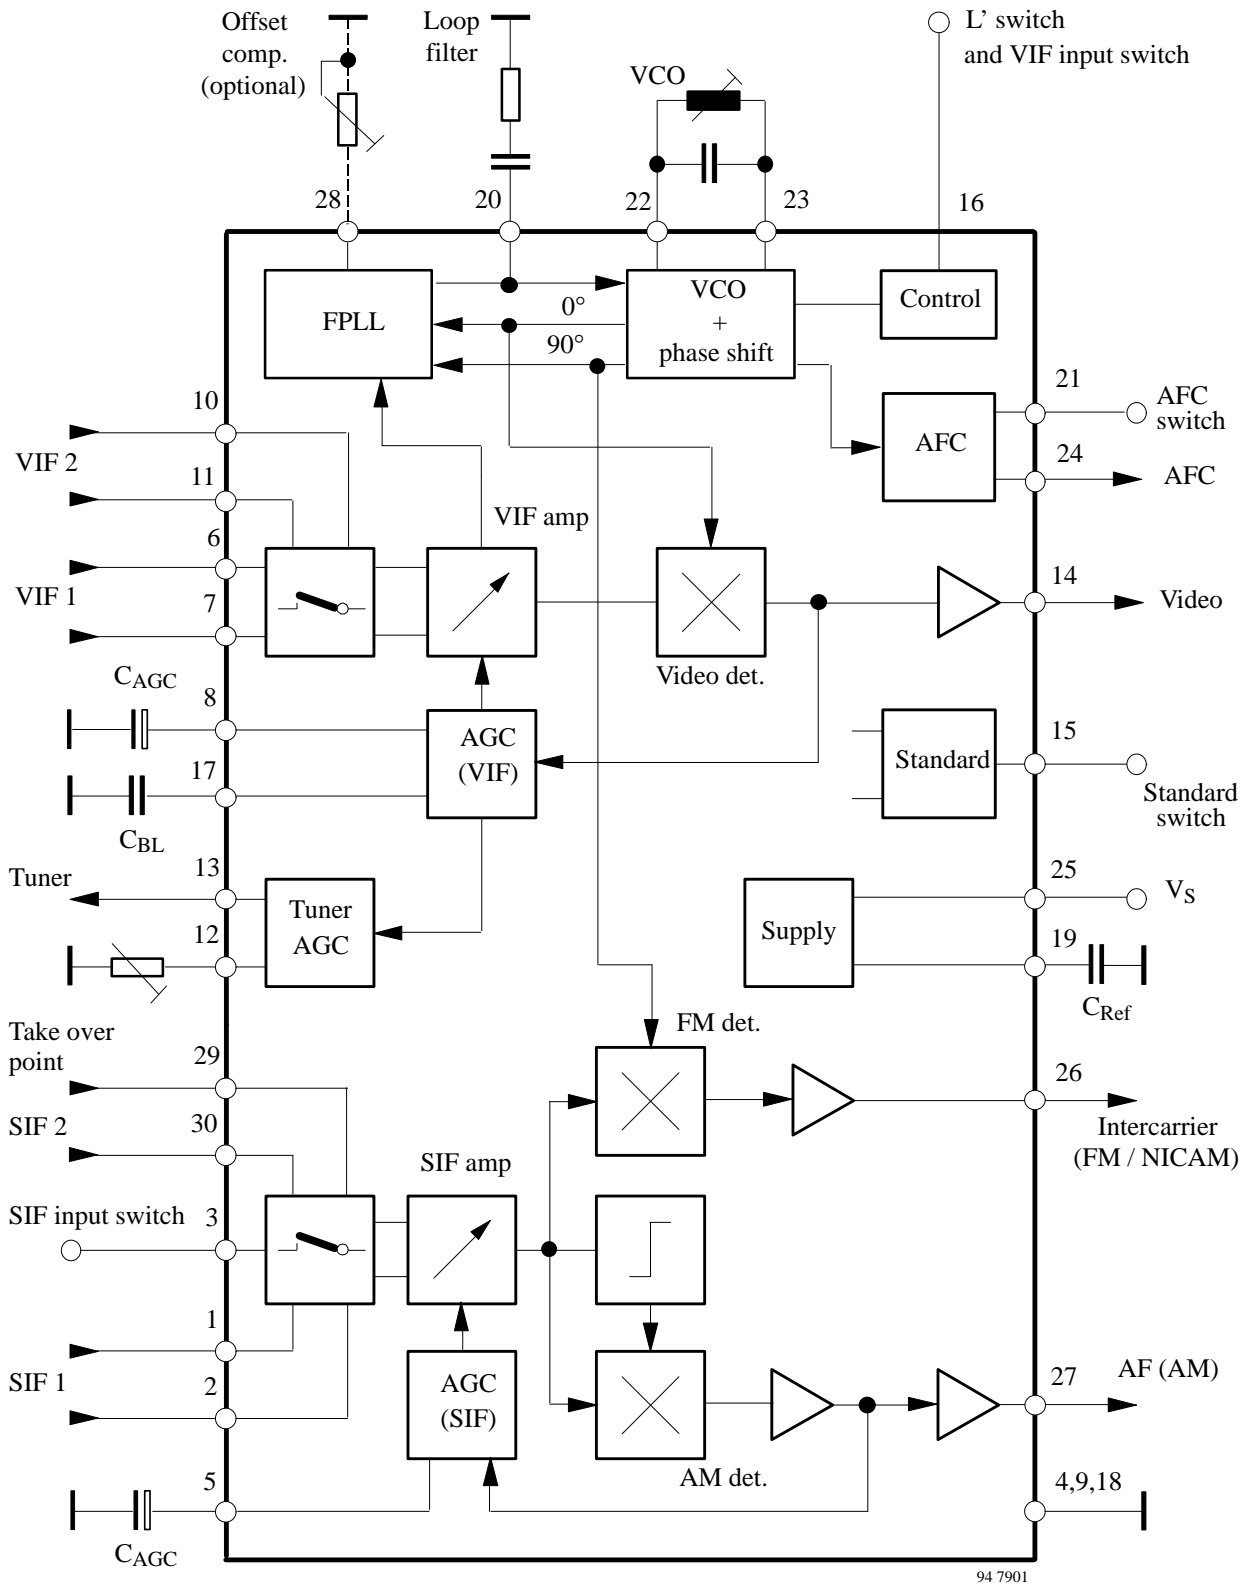 Offset
comp.
(optional)
Loop
filter
L’ switch
and VIF input switch
VCO
28
20
22
23
16
FPLL
0°
90°
VCO
+
phase shift
Control
10
VIF 2
11
21
AFC
switch
AFC
24
AFC
6
VIF 1
7
VIF amp
14
Video
Video det.
CAGC
8
AGC
(VIF)
17
CBL
15
Standard
Standard
switch
Tuner
13
Tuner
AGC
12
25
VS
Supply
19
CRef
Take over
point
29
FM det.
26
Intercarrier
(FM / NICAM)
SIF 2
30
SIF amp
SIF input switch
3
1
SIF 1
2
AGC
(SIF)
27
AF (AM)
AM det.
5
CAGC
4,9,18
94 7901